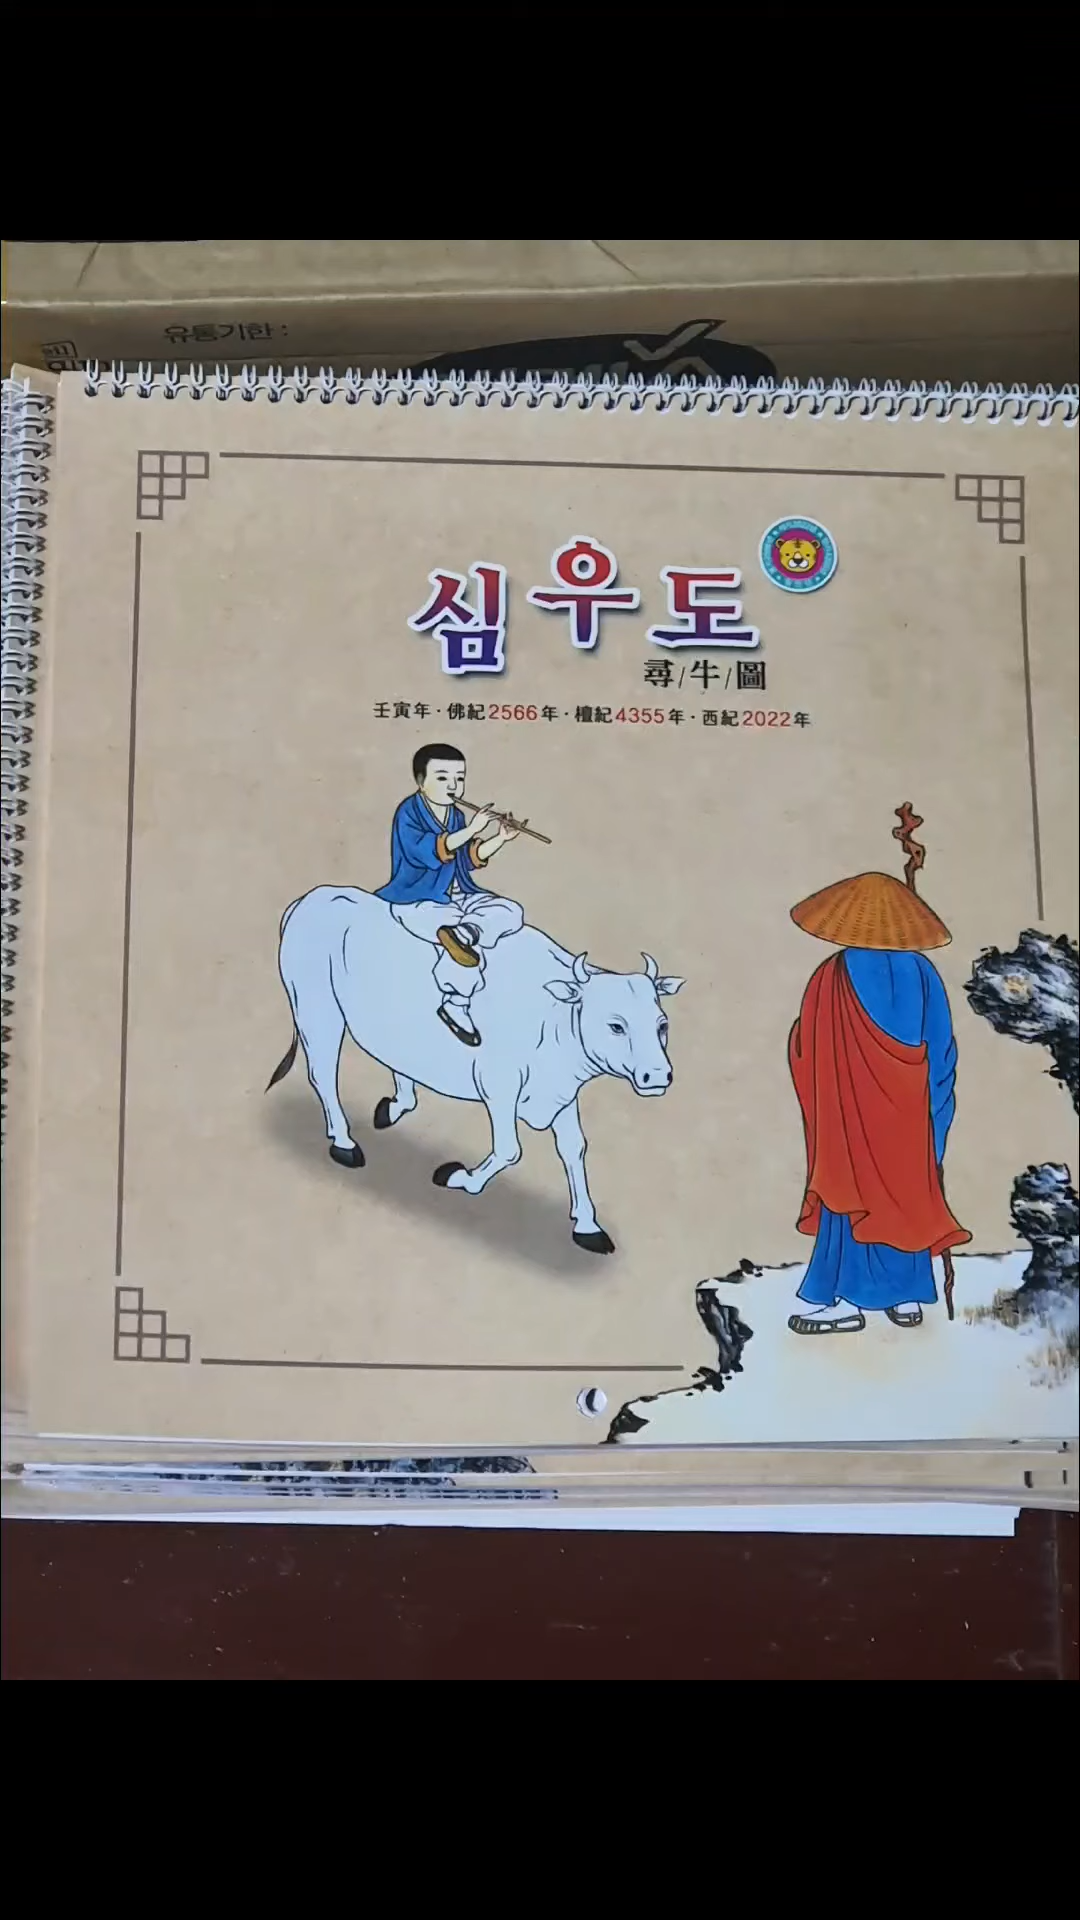 유통기한 :
심우도
尋/牛/圖
壬寅年 · 佛紀2566年 · 檀紀4355年 · 西紀2022年